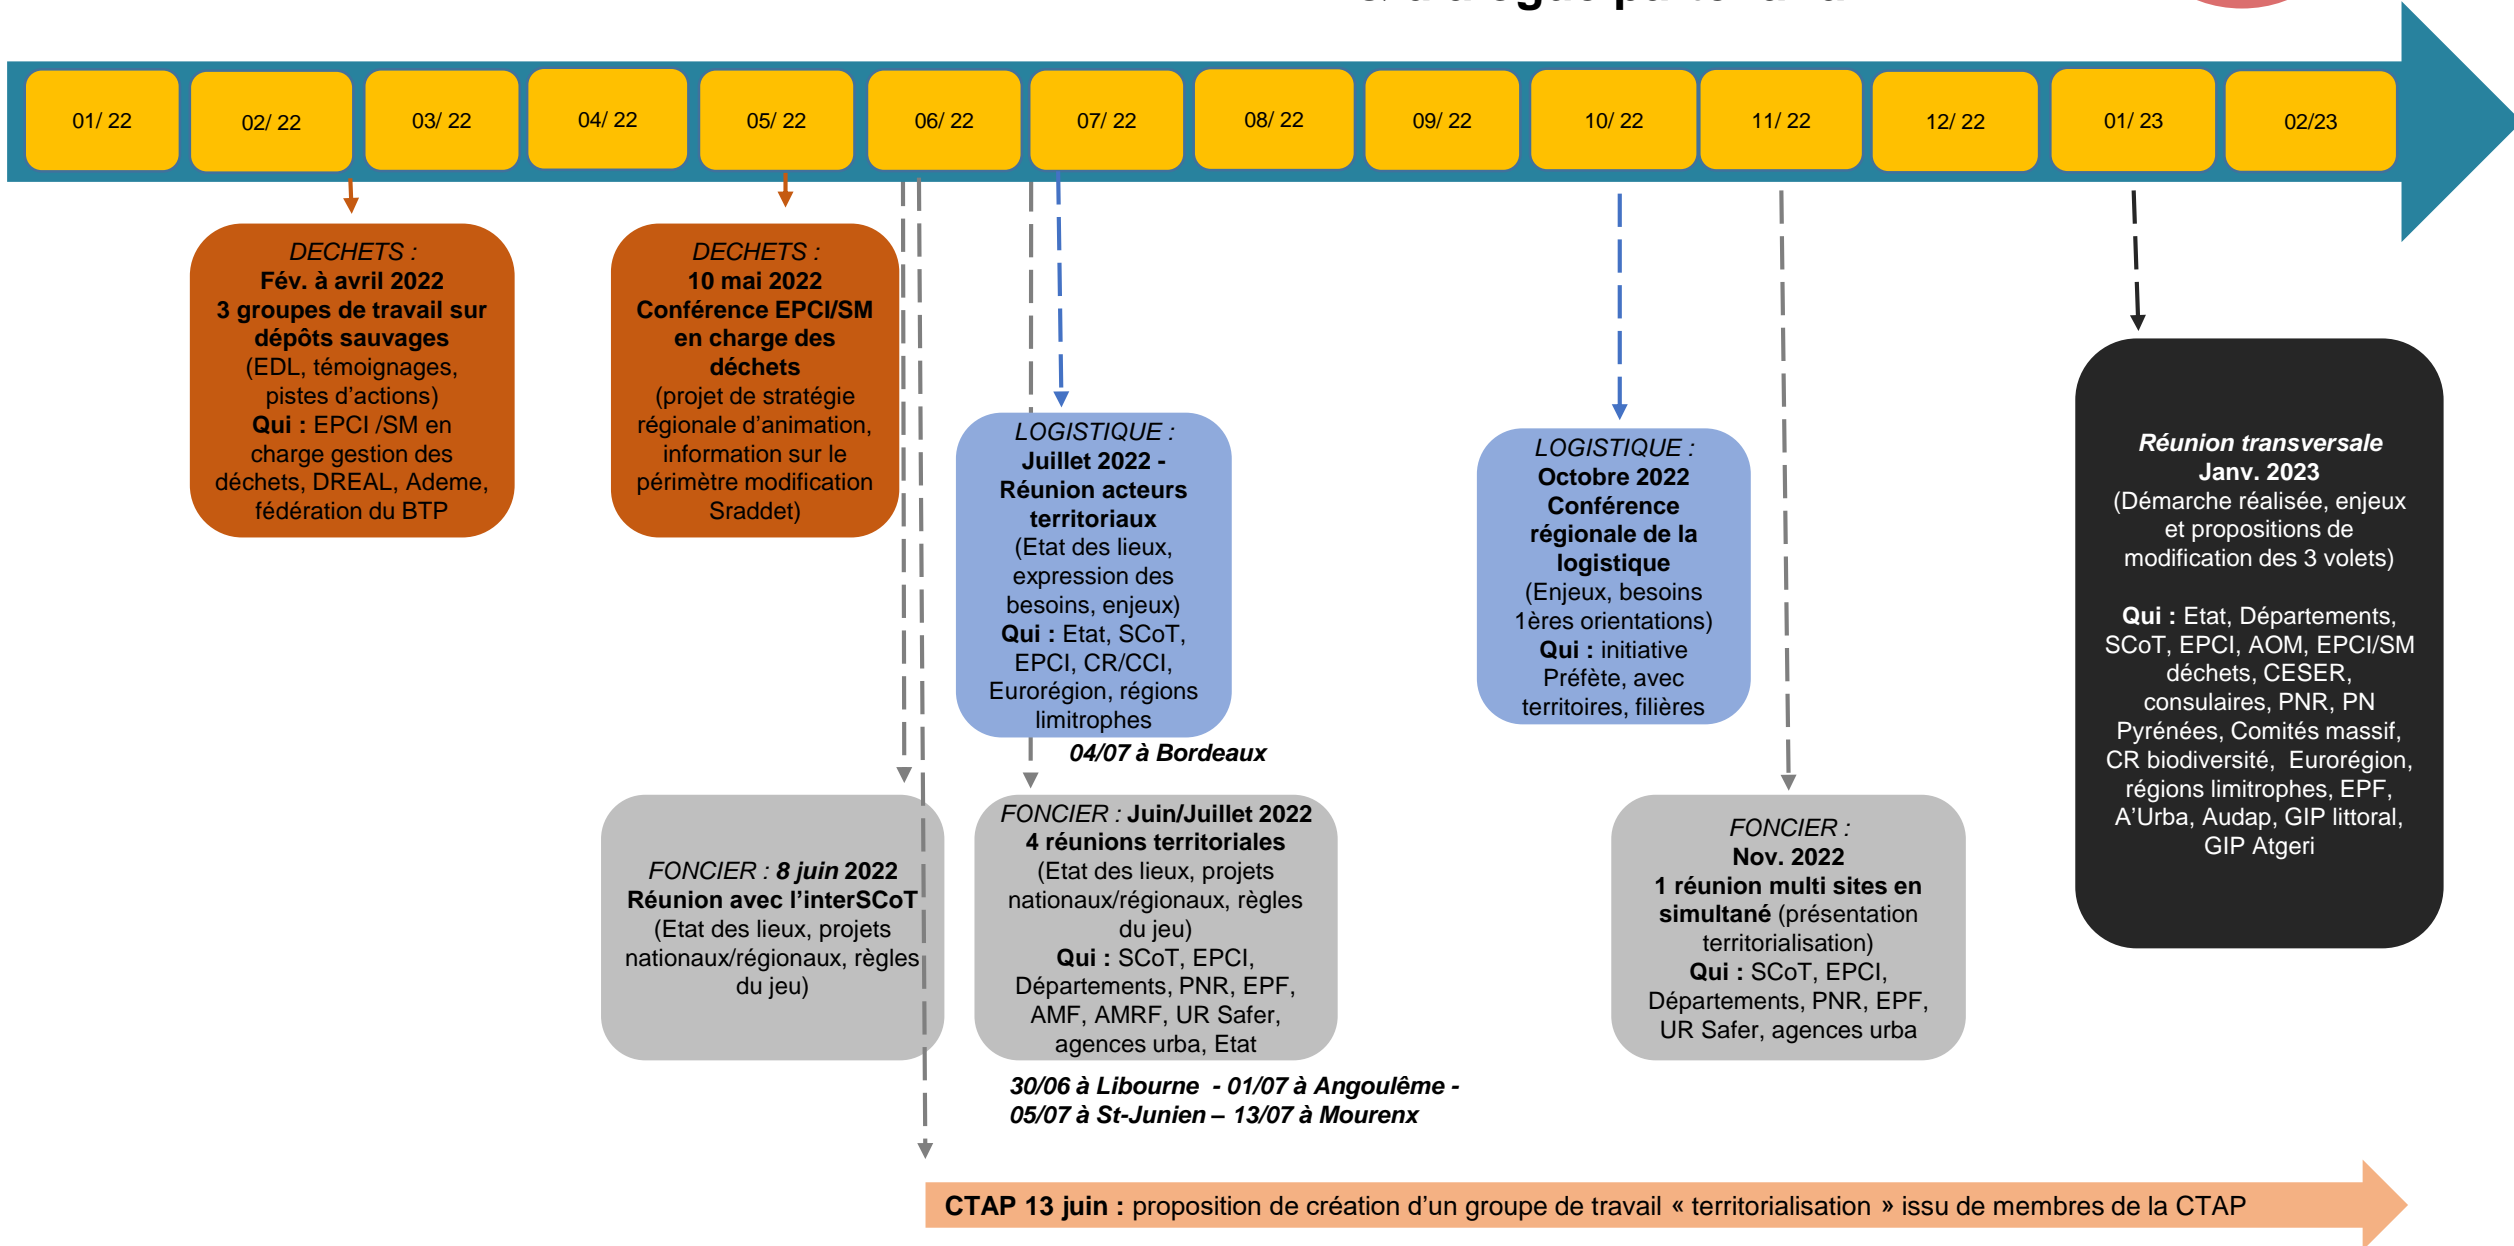 01/ 22
02/ 22
03/ 22
04/ 22
05/ 22
06/ 22
07/ 22
08/ 22
09/ 22
10/ 22
11/ 22
12/ 22
01/ 23
02/23
DECHETS :
Fév. à avril 2022
3 groupes de travail sur
dépôts sauvages
(EDL, témoignages,
pistes d'actions)
Qui : EPCI /SM en
charge gestion des
déchets, DREAL, Ademe,
fédération du BTP
DECHETS :
10 mai 2022
Conférence EPCI/SM
en charge des
déchets
(projet de stratégie
régionale d'animation,
information sur le
périmètre modification
Sraddet)
LOGISTIQUE :
Juillet 2022 -
Réunion acteurs
territoriaux
(Etat des lieux,
expression des
besoins, enjeux)
Qui : Etat, SCoT,
EPCI, CR/CCI,
Eurorégion, régions
limitrophes
04/07 à Bordeaux
LOGISTIQUE :
Octobre 2022
Conférence
régionale de la
logistique
(Enjeux, besoins
1ères orientations)
Qui : initiative
Préfète, avec
territoires, filières
Réunion transversale
Janv. 2023
(Démarche réalisée, enjeux
et propositions de
modification des 3 volets)
Qui : Etat, Départements,
SCoT, EPCI, AOM, EPCI/SM
déchets, CESER,
consulaires, PNR, PN
Pyrénées, Comités massif,
CR biodiversité, Eurorégion,
régions limitrophes, EPF,
A'Urba, Audap, GIP littoral,
GIP Atgeri
FONCIER : 8 juin 2022
Réunion avec l'interSCoT
(Etat des lieux, projets
nationaux/régionaux, règles
du jeu)
FONCIER : Juin/Juillet 2022
4 réunions territoriales
(Etat des lieux, projets
nationaux/régionaux, règles
du jeu)
Qui : SCoT, EPCI,
Départements, PNR, EPF,
AMF, AMRF, UR Safer,
agences urba, Etat
30/06 à Libourne - 01/07 à Angoulême -
05/07 à St-Junien – 13/07 à Mourenx
FONCIER :
Nov. 2022
1 réunion multi sites en
simultané (présentation
territorialisation)
Qui : SCoT, EPCI,
Départements, PNR, EPF,
UR Safer, agences urba
CTAP 13 juin : proposition de création d'un groupe de travail « territorialisation » issu de membres de la CTAP